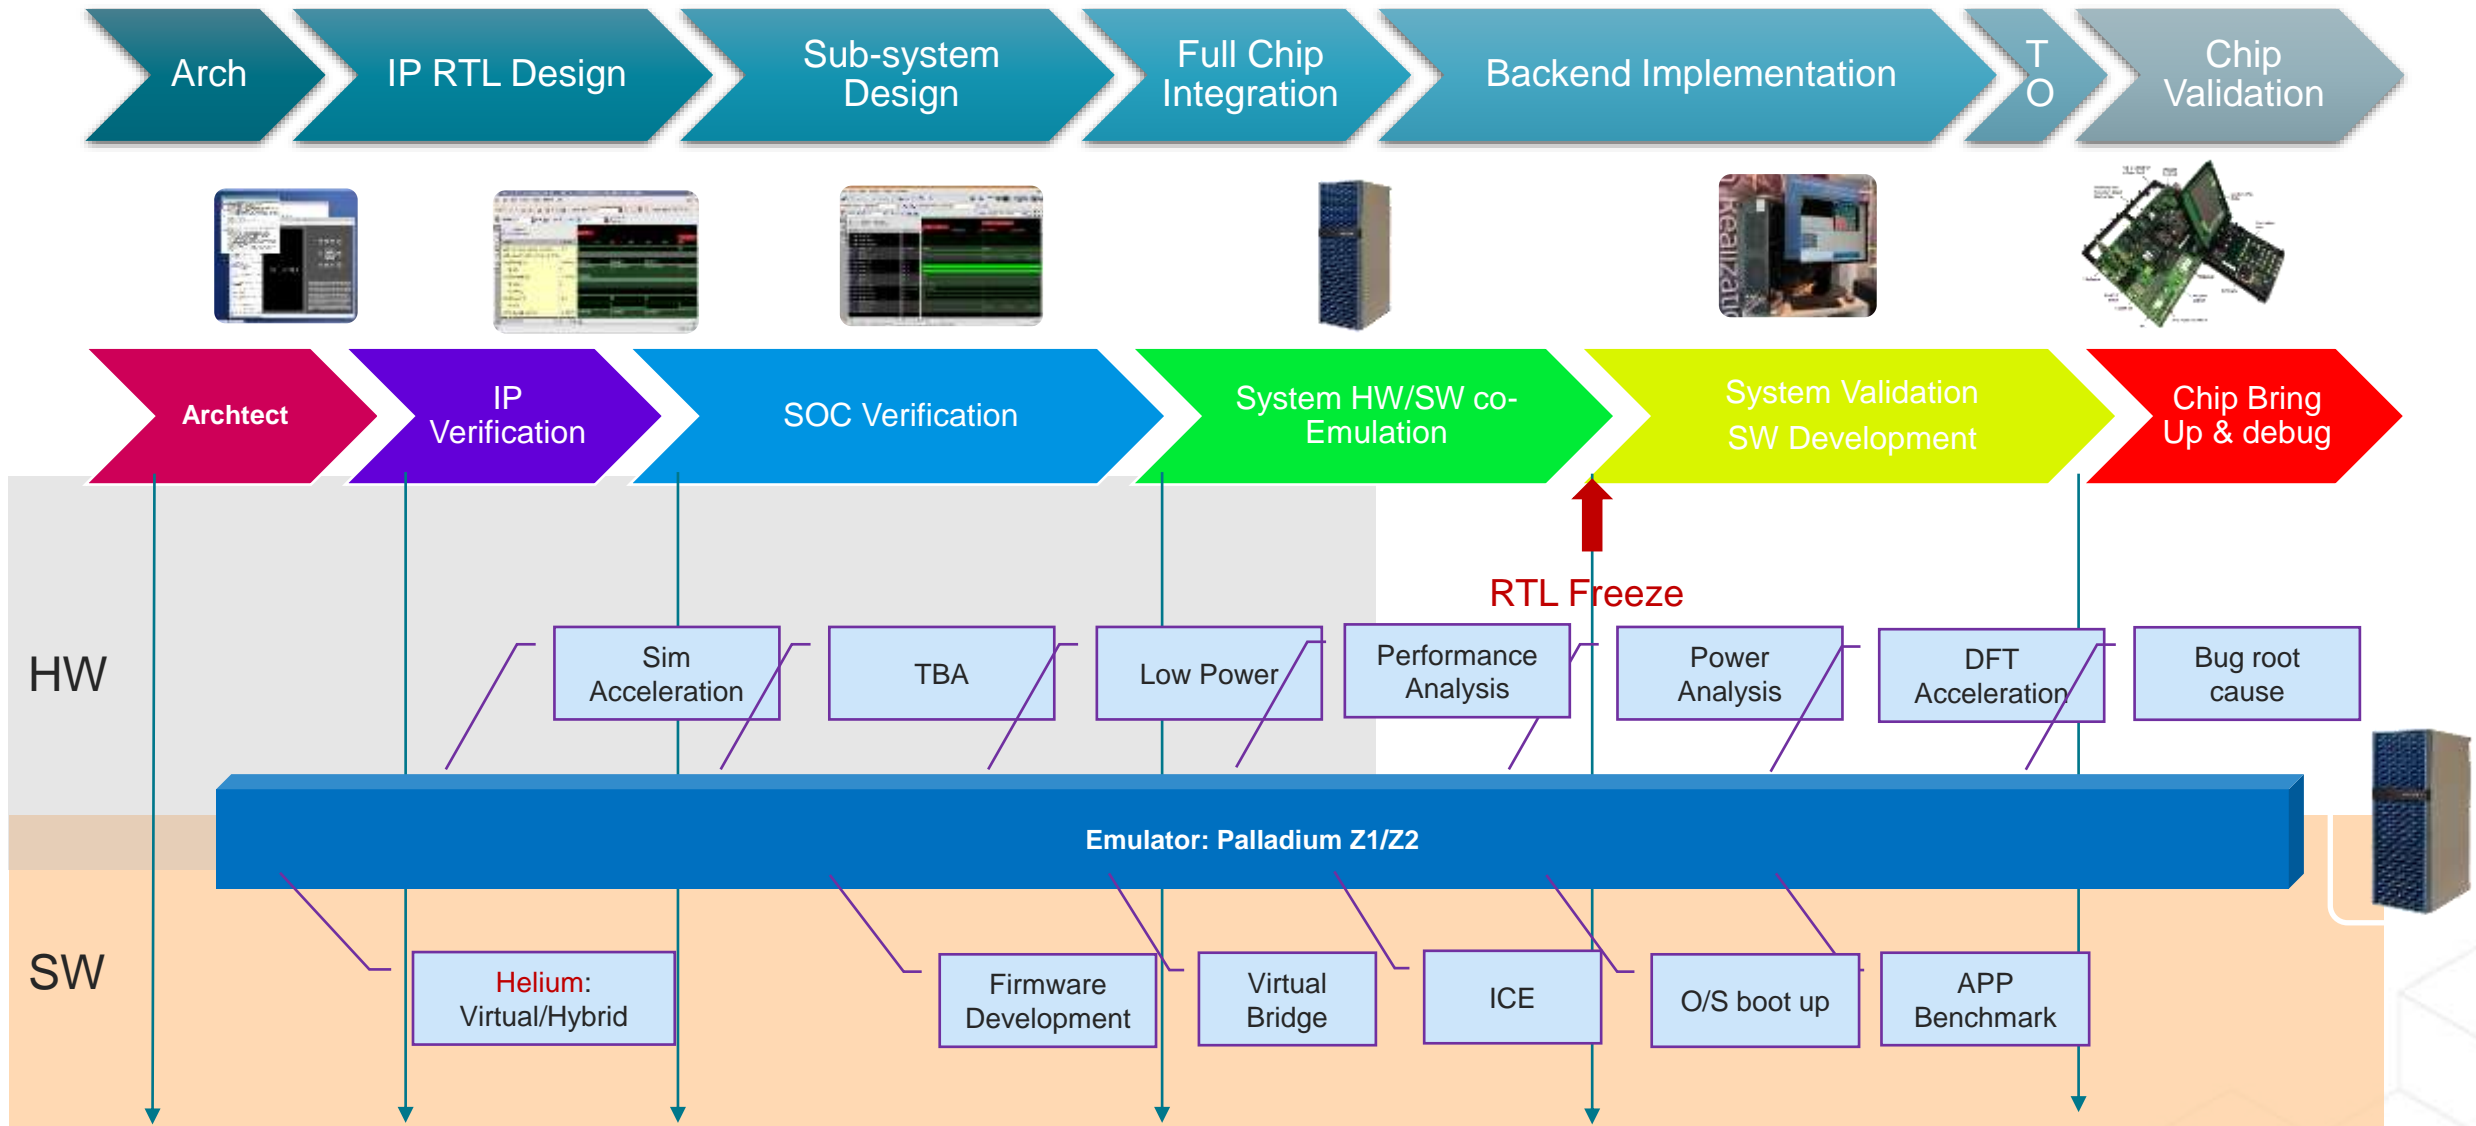 Arch
IP RTL Design
Sub-system
Design
Full Chip
Integration
Backend Implementation
T
O
Chip
Validation
Archtect
IP
Verification
SOC Verification
System HW/SW co-
Emulation
System Validation
SW Development
Chip Bring
Up & debug
RTL Freeze
HW
Sim
Acceleration
TBA
Low Power
Performance
Analysis
Power
Analysis
DFT
Acceleration
Bug root
cause
Emulator: Palladium Z1/Z2
SW
Helium:
Virtual/Hybrid
Firmware
Development
Virtual
Bridge
ICE
O/S boot up
APP
Benchmark